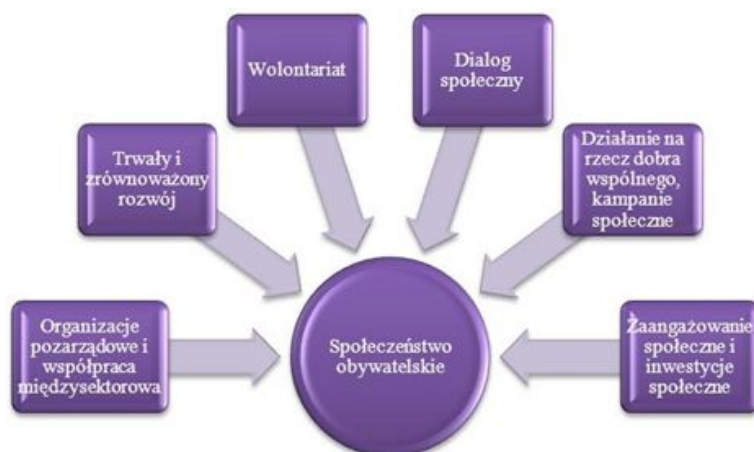 Wolontariat
Dialog
społeczny
Trwały i
zrównoważony
rozwój
Działanie na
rzecz dobra
wspólnego,
kampanie
społeczne
Organizacje
pozarządowe i
współpraca
międzysektorowa
Społeczeństwo
obywatelskie
Zaangażowanie
społeczne i
inwestycje
społeczne